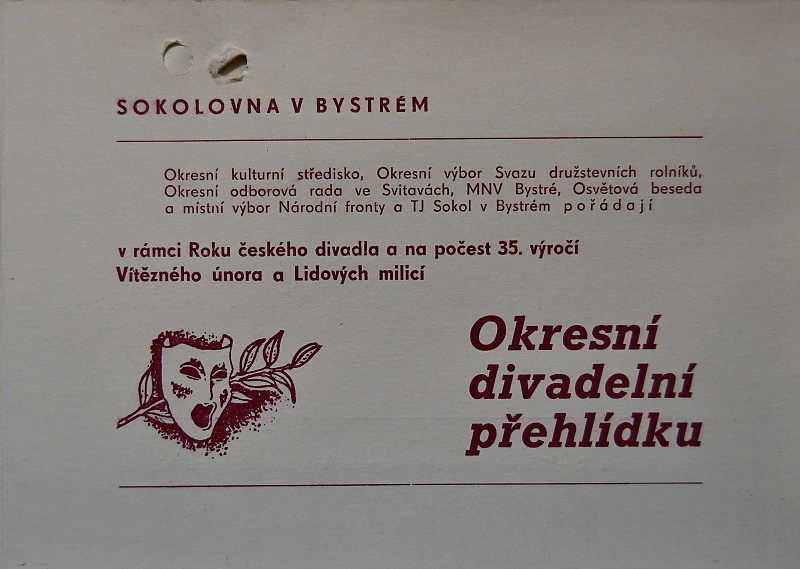 SOKOLOVNA V BYSTRÉM
Okresní kulturní středisko, Okresní výbor Svazu družstevních rolníků,
Okresní odborová rada ve Svitavách, MNV Bystré, Osvětová beseda
a místní výbor Národní fronty a TJ Sokol v Bystrém pořádají
v rámci Roku českého divadla a na počest 35. výročí
Vítězného února a Lidových milicí
Okresní
divadelní
přehlídku